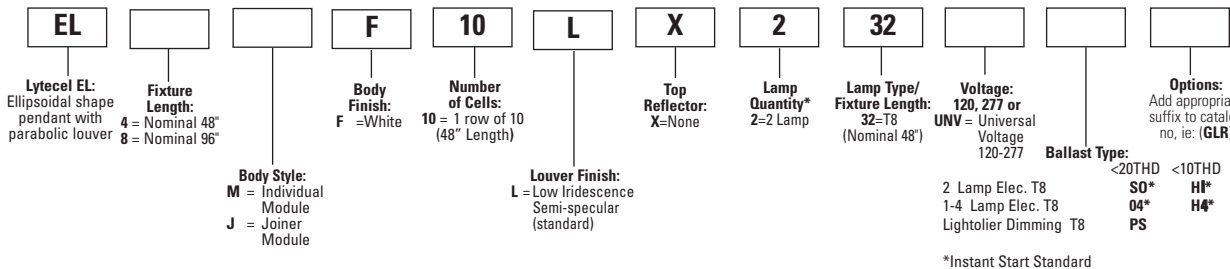 EL F 10 L X 2 32
Lytecel EL:
Ellipsoidal shape
pendant with
parabolic louver
Fixture
Length:
4 = Nominal 48"
8 = Nominal 96"
Body Style:
M = Individual
Module
J = Joiner
Module
Body
Finish:
F =White
Number
of Cells:
10 = 1 row of 10
(48" Length)
Louver Finish:
L = Low Iridescence
Semi-specular
(standard)
Top
Reflector:
X=None
Lamp
Quantity*
2=2 Lamp
Lamp Type/
Fixture Length:
32=T8
(Nominal 48")
Voltage:
120, 277 or
UNV = Universal
Voltage
120-277
Ballast Type:
<20THD <10THD
2 Lamp Elec. T8 SO* HI*
1-4 Lamp Elec. T8 04* H4*
Lightolier Dimming T8 PS
*Instant Start Standard
Options:
Add appropria
suffix to catal
no, ie: (GLR